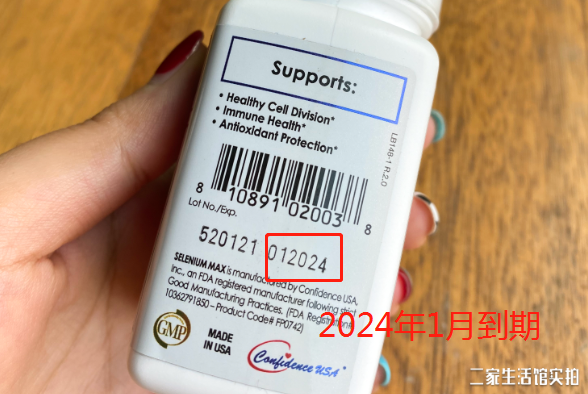 Supports:
• Healthy Cell Division*
• Immune Health*
• Antioxidant Protection*
LB148-1 R.2.0
8 10891 02003 8
Lot No./Exp.
520121 012024
SELENIUM MAX is manufactured by Confidence USA,
Inc., an FDA registered manufacturer following strict
Good Manufacturing Practices. (FDA Registration
10362791850 - Product Code# FP0742)
2024年1月到期
GMP
MADE
IN USA
Confidence USA
二家生活馆实拍